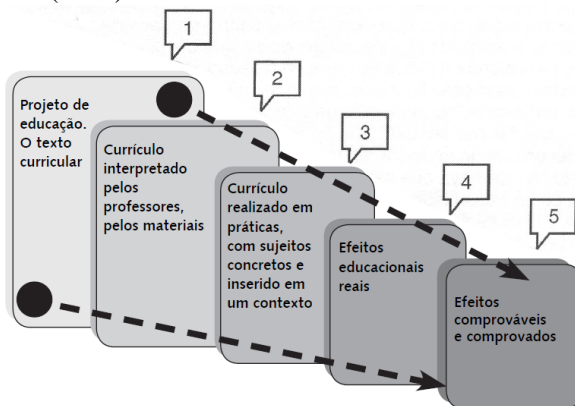 1
Projeto de
educação.
O texto
curricular
2
Currículo
interpretado
pelos
professores,
pelos materiais
3
Currículo
realizado em
práticas,
com sujeitos
concretos e
inserido em
um contexto
4
Efeitos
educacionais
reais
5
Efeitos
comprováveis
e comprovados